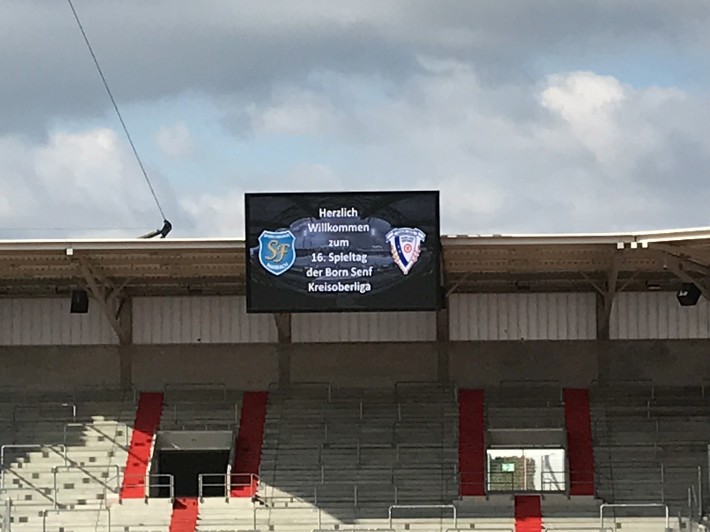 Herzlich
Willkommen
zum
16. Spieltag
der Born Senf
Kreisoberliga
SF